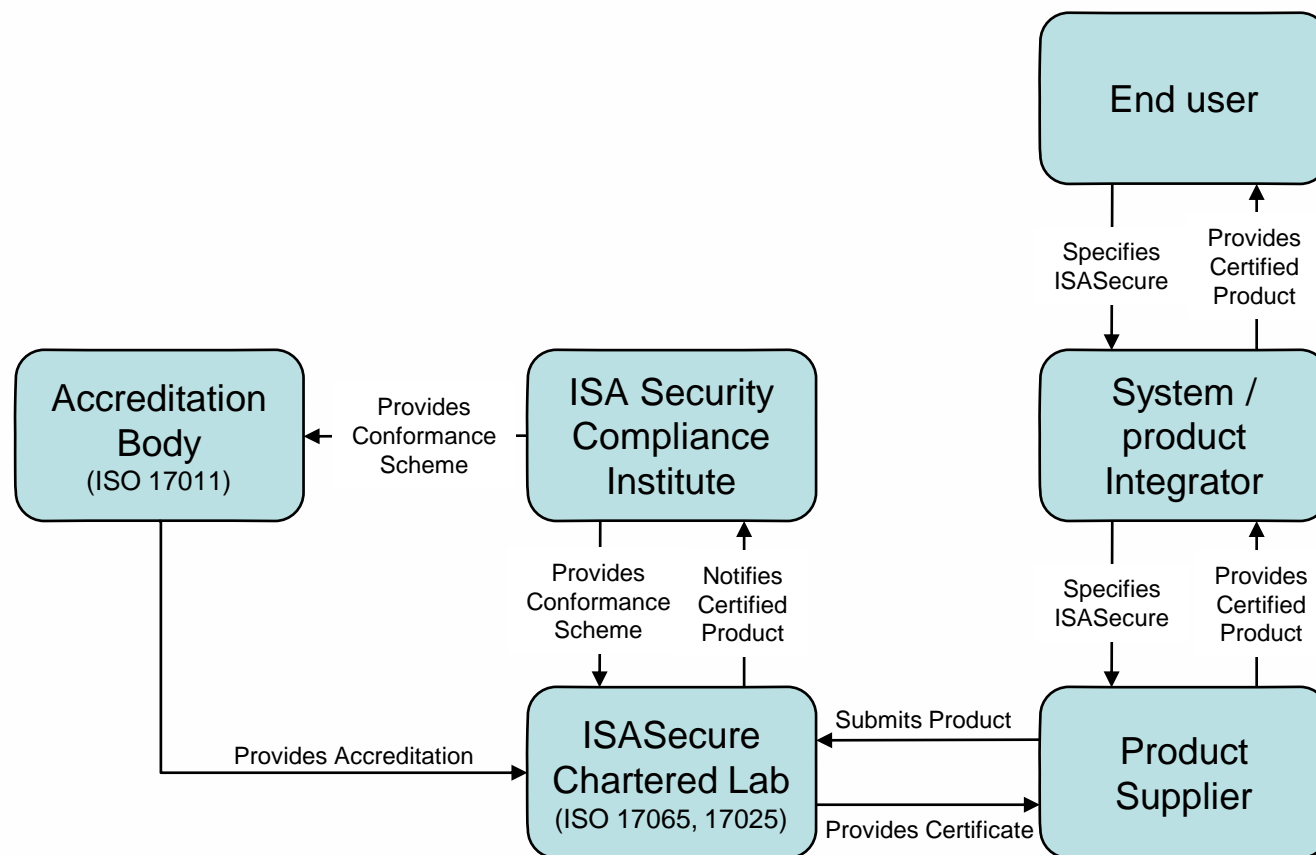 End user
Specifies
ISASecure
Provides
Certified
Product
Accreditation
Body
(ISO 17011)
Provides
Conformance
Scheme
ISA Security
Compliance
Institute
System /
product
Integrator
Provides
Conformance
Scheme
Notifies
Certified
Product
Specifies
ISASecure
Provides
Certified
Product
Provides Accreditation
ISASecure
Chartered Lab
(ISO 17065, 17025)
Submits Product
Provides Certificate
Product
Supplier